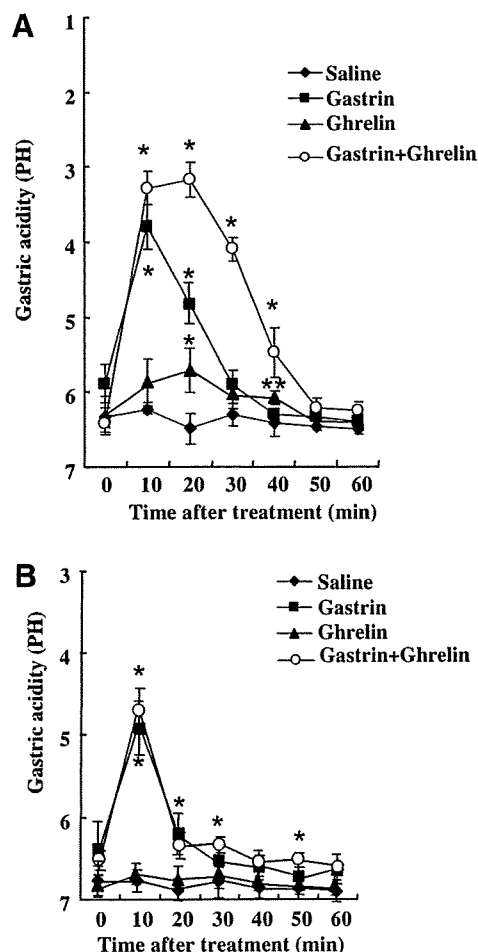 A
Gastric acidity (PH)
1
2
3
4
5
6
7
Saline
Gastrin
Ghrelin
Gastrin+Ghrelin
*
*
*
*
*
*
*
**
0 10 20 30 40 50 60
Time after treatment (min)
B
Gastric acidity (PH)
3
4
5
6
7
Saline
Gastrin
Ghrelin
Gastrin+Ghrelin
*
*
*
*
*
0 10 20 30 40 50 60
Time after treatment (min)